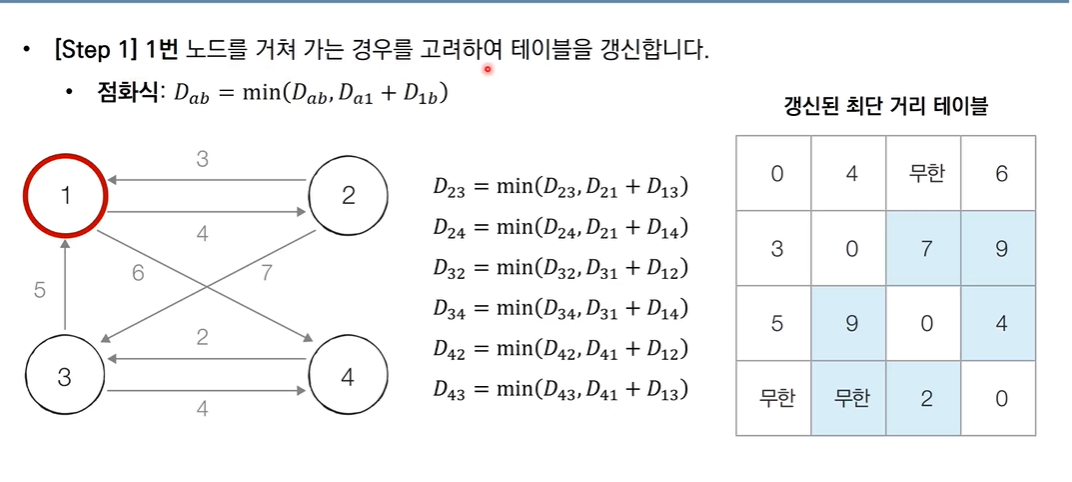 • [Step 1] 1번 노드를 거쳐 가는 경우를 고려하여 테이블을 갱신합니다.
• 점화식: D_{ab} = min(D_{ab}, D_{a1} + D_{1b})
갱신된 최단 거리 테이블
3
1
2
4
6
7
5
2
3
4
4
D_{23} = min(D_{23}, D_{21} + D_{13})
D_{24} = min(D_{24}, D_{21} + D_{14})
D_{32} = min(D_{32}, D_{31} + D_{12})
D_{34} = min(D_{34}, D_{31} + D_{14})
D_{42} = min(D_{42}, D_{41} + D_{12})
D_{43} = min(D_{43}, D_{41} + D_{13})
0 4 무한 6
3 0 7 9
5 9 0 4
무한 무한 2 0